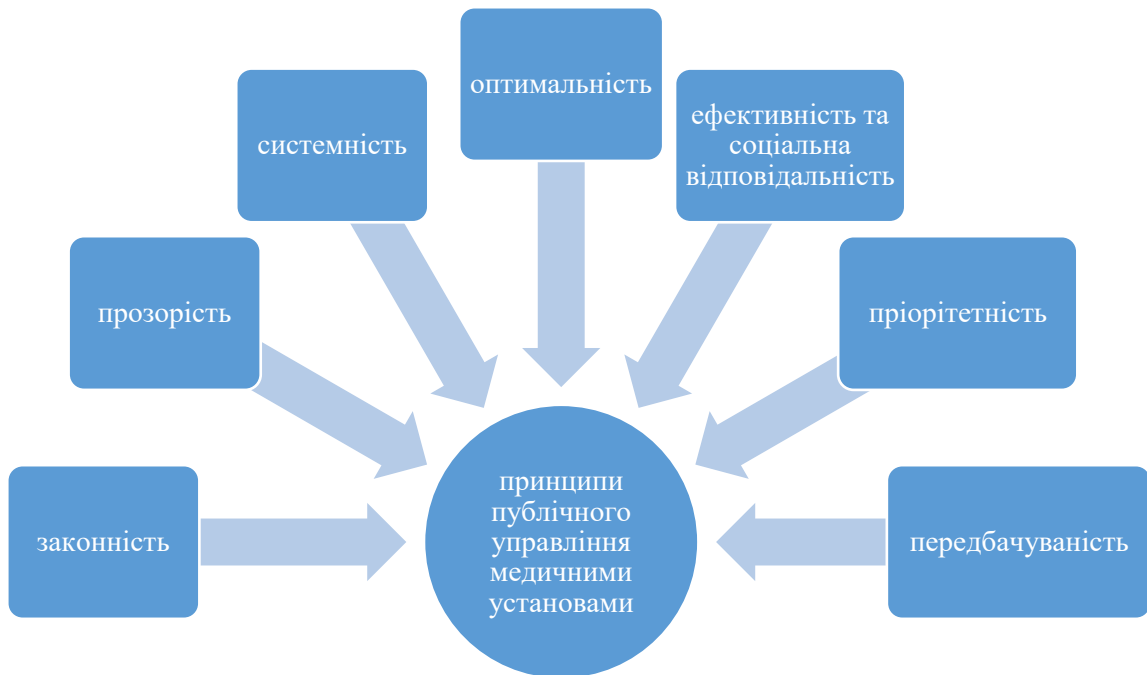 оптимальність
ефективність та
соціальна
відповідальність
системність
прозорість
пріорітетність
принципи
публічного
управління
медичними
установами
законність
передбачуваність